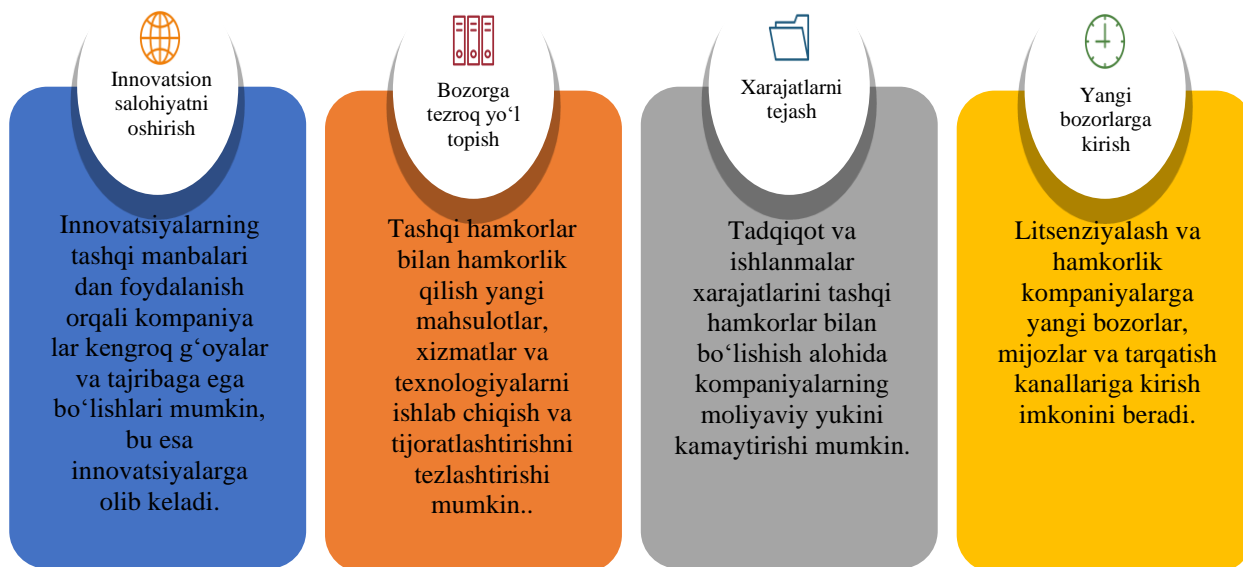 Innovatsion
salohiyatni
oshirish
Innovatsiyalarning
tashqi manbalari
dan foydalanish
orqali kompaniya
lar kengroq g‘oyalar
va tajribaga ega
bo‘lishlari mumkin,
bu esa
innovatsiyalarga
olib keladi.
Bozorga
tezroq yo‘l
topish
Tashqi hamkorlar
bilan hamkorlik
qilish yangi
mahsulotlar,
xizmatlar va
texnologiyalarni
ishlab chiqish va
tijoratlashtirishni
tezlashtirishi
mumkin..
Xarajatlarni
tejash
Tadqiqot va
ishlanmalar
xarajatlarini tashqi
hamkorlar bilan
bo‘lishish alohida
kompaniyalarning
moliyaviy yukini
kamaytirishi mumkin.
Yangi
bozorlarga
kirish
Litsenziyalash va
hamkorlik
kompaniyalarga
yangi bozorlar,
mijozlar va tarqatish
kanallariga kirish
imkonini beradi.